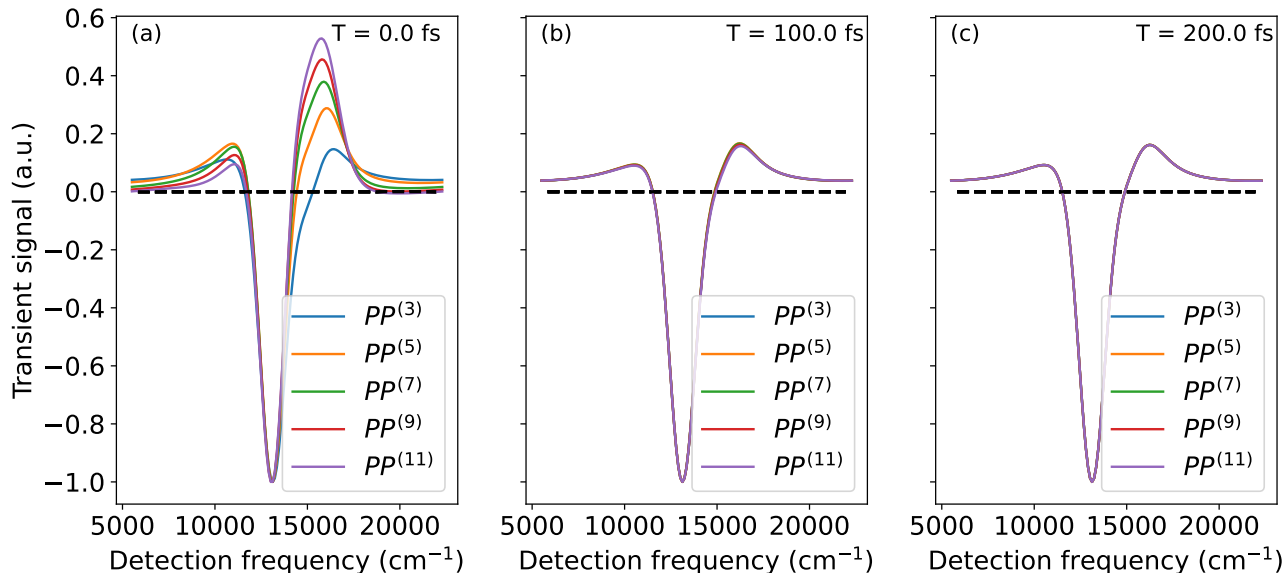 (a) T = 0.0 fs
(b) T = 100.0 fs
(c) T = 200.0 fs
Transient signal (a.u.)
0.6
0.4
0.2
0.0
−0.2
−0.4
−0.6
−0.8
−1.0
PP⁽³⁾
PP⁽⁵⁾
PP⁽⁷⁾
PP⁽⁹⁾
PP⁽¹¹⁾
PP⁽³⁾
PP⁽⁵⁾
PP⁽⁷⁾
PP⁽⁹⁾
PP⁽¹¹⁾
PP⁽³⁾
PP⁽⁵⁾
PP⁽⁷⁾
PP⁽⁹⁾
PP⁽¹¹⁾
5000 10000 15000 20000
5000 10000 15000 20000
5000 10000 15000 20000
Detection frequency (cm⁻¹)
Detection frequency (cm⁻¹)
Detection frequency (cm⁻¹)